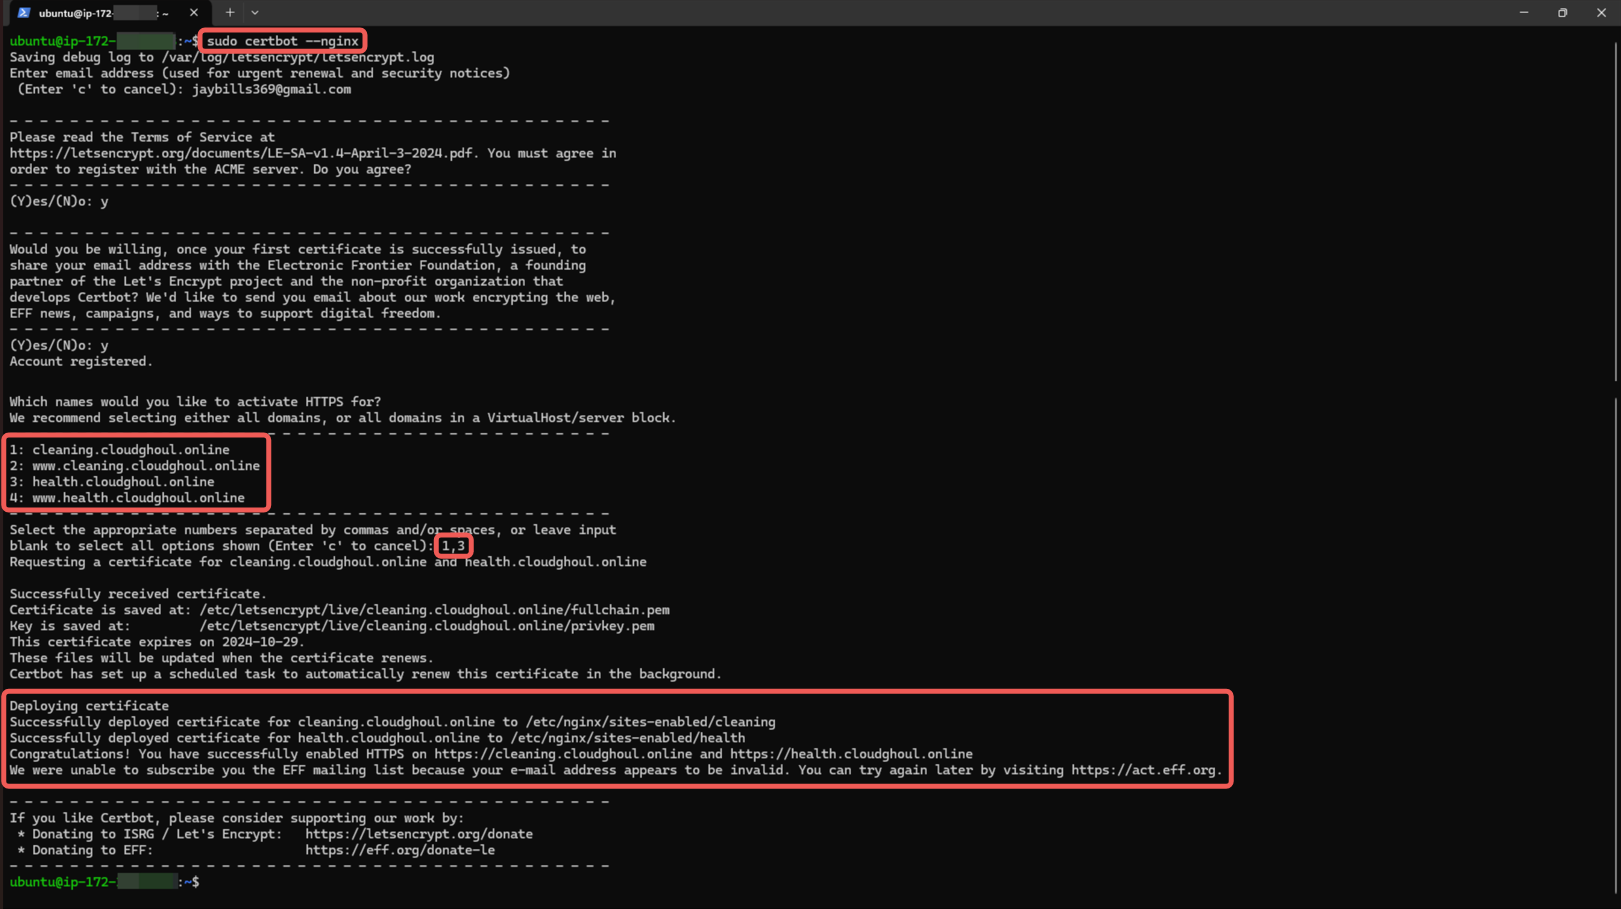 ubuntu@ip-172- : ~
ubuntu@ip-172- :~$ sudo certbot --nginx
Saving debug log to /var/log/letsencrypt/letsencrypt.log
Enter email address (used for urgent renewal and security notices)
(Enter 'c' to cancel): jaybills369@gmail.com
- - - - - - - - - - - - - - - - - - - - - - - - - - - - - - - - - - - - - - - -
Please read the Terms of Service at
https://letsencrypt.org/documents/LE-SA-v1.4-April-3-2024.pdf. You must agree in
order to register with the ACME server. Do you agree?
- - - - - - - - - - - - - - - - - - - - - - - - - - - - - - - - - - - - - - - -
(Y)es/(N)o: y
- - - - - - - - - - - - - - - - - - - - - - - - - - - - - - - - - - - - - - - -
Would you be willing, once your first certificate is successfully issued, to
share your email address with the Electronic Frontier Foundation, a founding
partner of the Let's Encrypt project and the non-profit organization that
develops Certbot? We'd like to send you email about our work encrypting the web,
EFF news, campaigns, and ways to support digital freedom.
- - - - - - - - - - - - - - - - - - - - - - - - - - - - - - - - - - - - - - - -
(Y)es/(N)o: y
Account registered.
Which names would you like to activate HTTPS for?
We recommend selecting either all domains, or all domains in a VirtualHost/server block.
- - - - - - - - - - - - - - - - - - - - - - -
1: cleaning.cloudghoul.online
2: www.cleaning.cloudghoul.online
3: health.cloudghoul.online
4: www.health.cloudghoul.online
- - - - - - - - - - - - - - - - - - - - - - - - - - - - - - - - - - - - - - - -
Select the appropriate numbers separated by commas and/or spaces, or leave input
blank to select all options shown (Enter 'c' to cancel): 1,3
Requesting a certificate for cleaning.cloudghoul.online and health.cloudghoul.online
Successfully received certificate.
Certificate is saved at: /etc/letsencrypt/live/cleaning.cloudghoul.online/fullchain.pem
Key is saved at: /etc/letsencrypt/live/cleaning.cloudghoul.online/privkey.pem
This certificate expires on 2024-10-29.
These files will be updated when the certificate renews.
Certbot has set up a scheduled task to automatically renew this certificate in the background.
Deploying certificate
Successfully deployed certificate for cleaning.cloudghoul.online to /etc/nginx/sites-enabled/cleaning
Successfully deployed certificate for health.cloudghoul.online to /etc/nginx/sites-enabled/health
Congratulations! You have successfully enabled HTTPS on https://cleaning.cloudghoul.online and https://health.cloudghoul.online
We were unable to subscribe you the EFF mailing list because your e-mail address appears to be invalid. You can try again later by visiting https://act.eff.org.
- - - - - - - - - - - - - - - - - - - - - - - - - - - - - - - - - - - - - - - -
If you like Certbot, please consider supporting our work by:
* Donating to ISRG / Let's Encrypt: https://letsencrypt.org/donate
* Donating to EFF: https://eff.org/donate-le
- - - - - - - - - - - - - - - - - - - - - - - - - - - - - - - - - - - - - - - -
ubuntu@ip-172- :~$